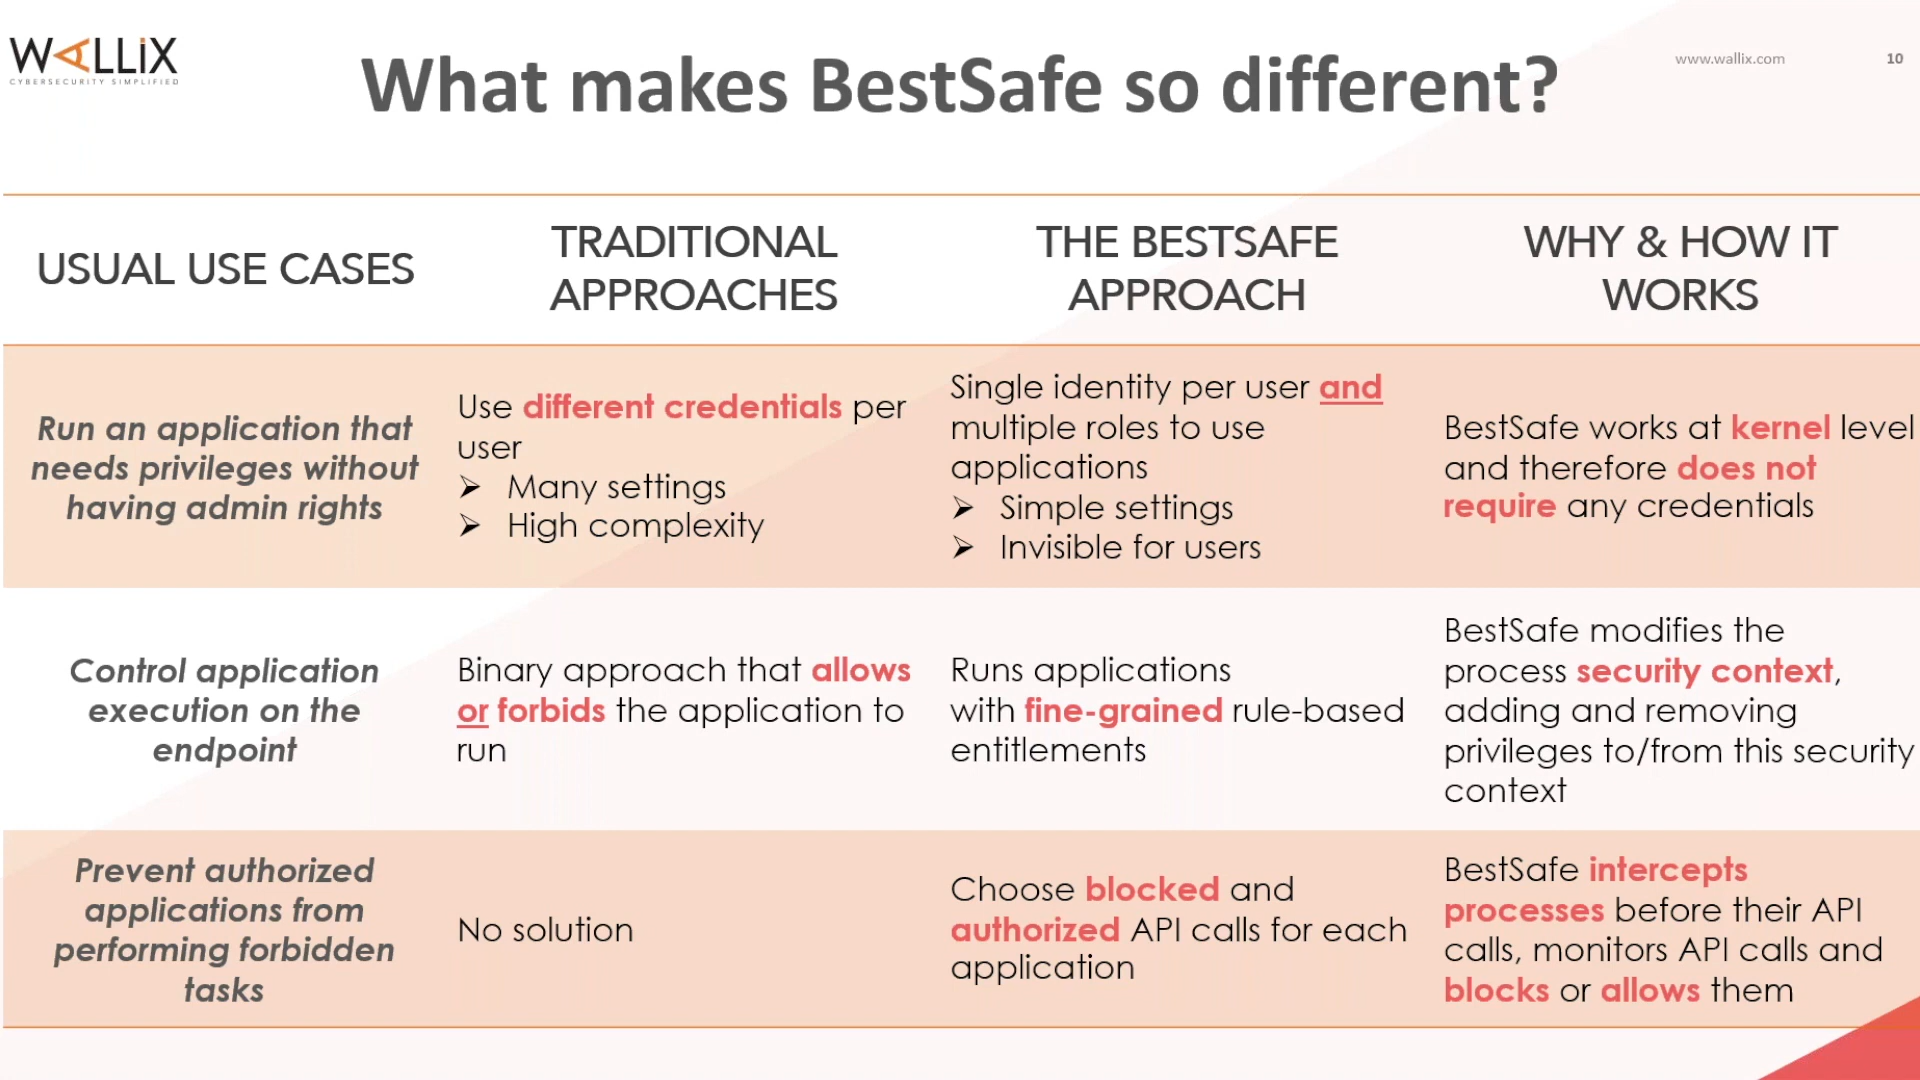 WALLiX
CYBERSECURITY SIMPLIFIED
What makes BestSafe so different?
www.wallix.com
10
USUAL USE CASES
TRADITIONAL
APPROACHES
THE BESTSAFE
APPROACH
WHY & HOW IT
WORKS
Run an application that
needs privileges without
having admin rights
Use different credentials per
user
➢ Many settings
➢ High complexity
Single identity per user and
multiple roles to use
applications
➢ Simple settings
➢ Invisible for users
BestSafe works at kernel level
and therefore does not
require any credentials
Control application
execution on the
endpoint
Binary approach that allows
or forbids the application to
run
Runs applications
with fine-grained rule-based
entitlements
BestSafe modifies the
process security context,
adding and removing
privileges to/from this security
context
Prevent authorized
applications from
performing forbidden
tasks
No solution
Choose blocked and
authorized API calls for each
application
BestSafe intercepts
processes before their API
calls, monitors API calls and
blocks or allows them